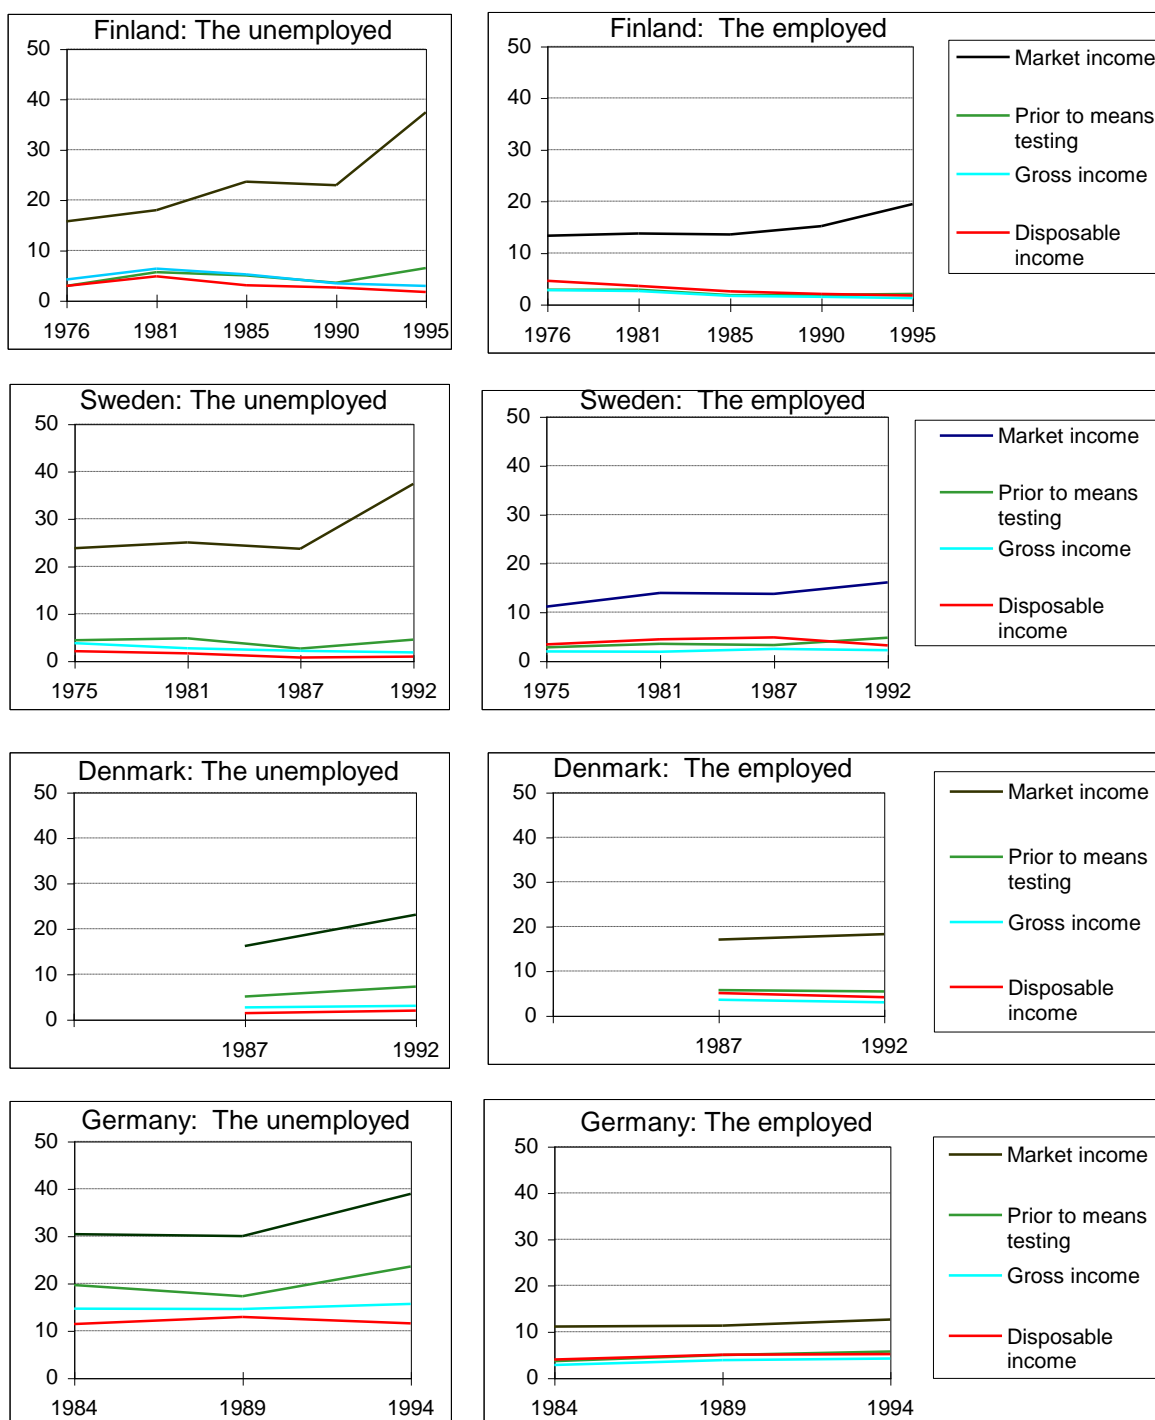 Finland: The unemployed
50
40
30
20
10
0
1976 1981 1985 1990 1995
Finland:  The employed
50
40
30
20
10
0
1976 1981 1985 1990 1995
Market income
Prior to means
testing
Gross income
Disposable
income
Sweden: The unemployed
50
40
30
20
10
0
1975 1981 1987 1992
Sweden:  The employed
50
40
30
20
10
0
1975 1981 1987 1992
Market income
Prior to means
testing
Gross income
Disposable
income
Denmark: The unemployed
50
40
30
20
10
0
1987 1992
Denmark:  The employed
50
40
30
20
10
0
1987 1992
Market income
Prior to means
testing
Gross income
Disposable
income
Germany:  The unemployed
50
40
30
20
10
0
1984 1989 1994
Germany: The employed
50
40
30
20
10
0
1984 1989 1994
Market income
Prior to means
testing
Gross income
Disposable
income